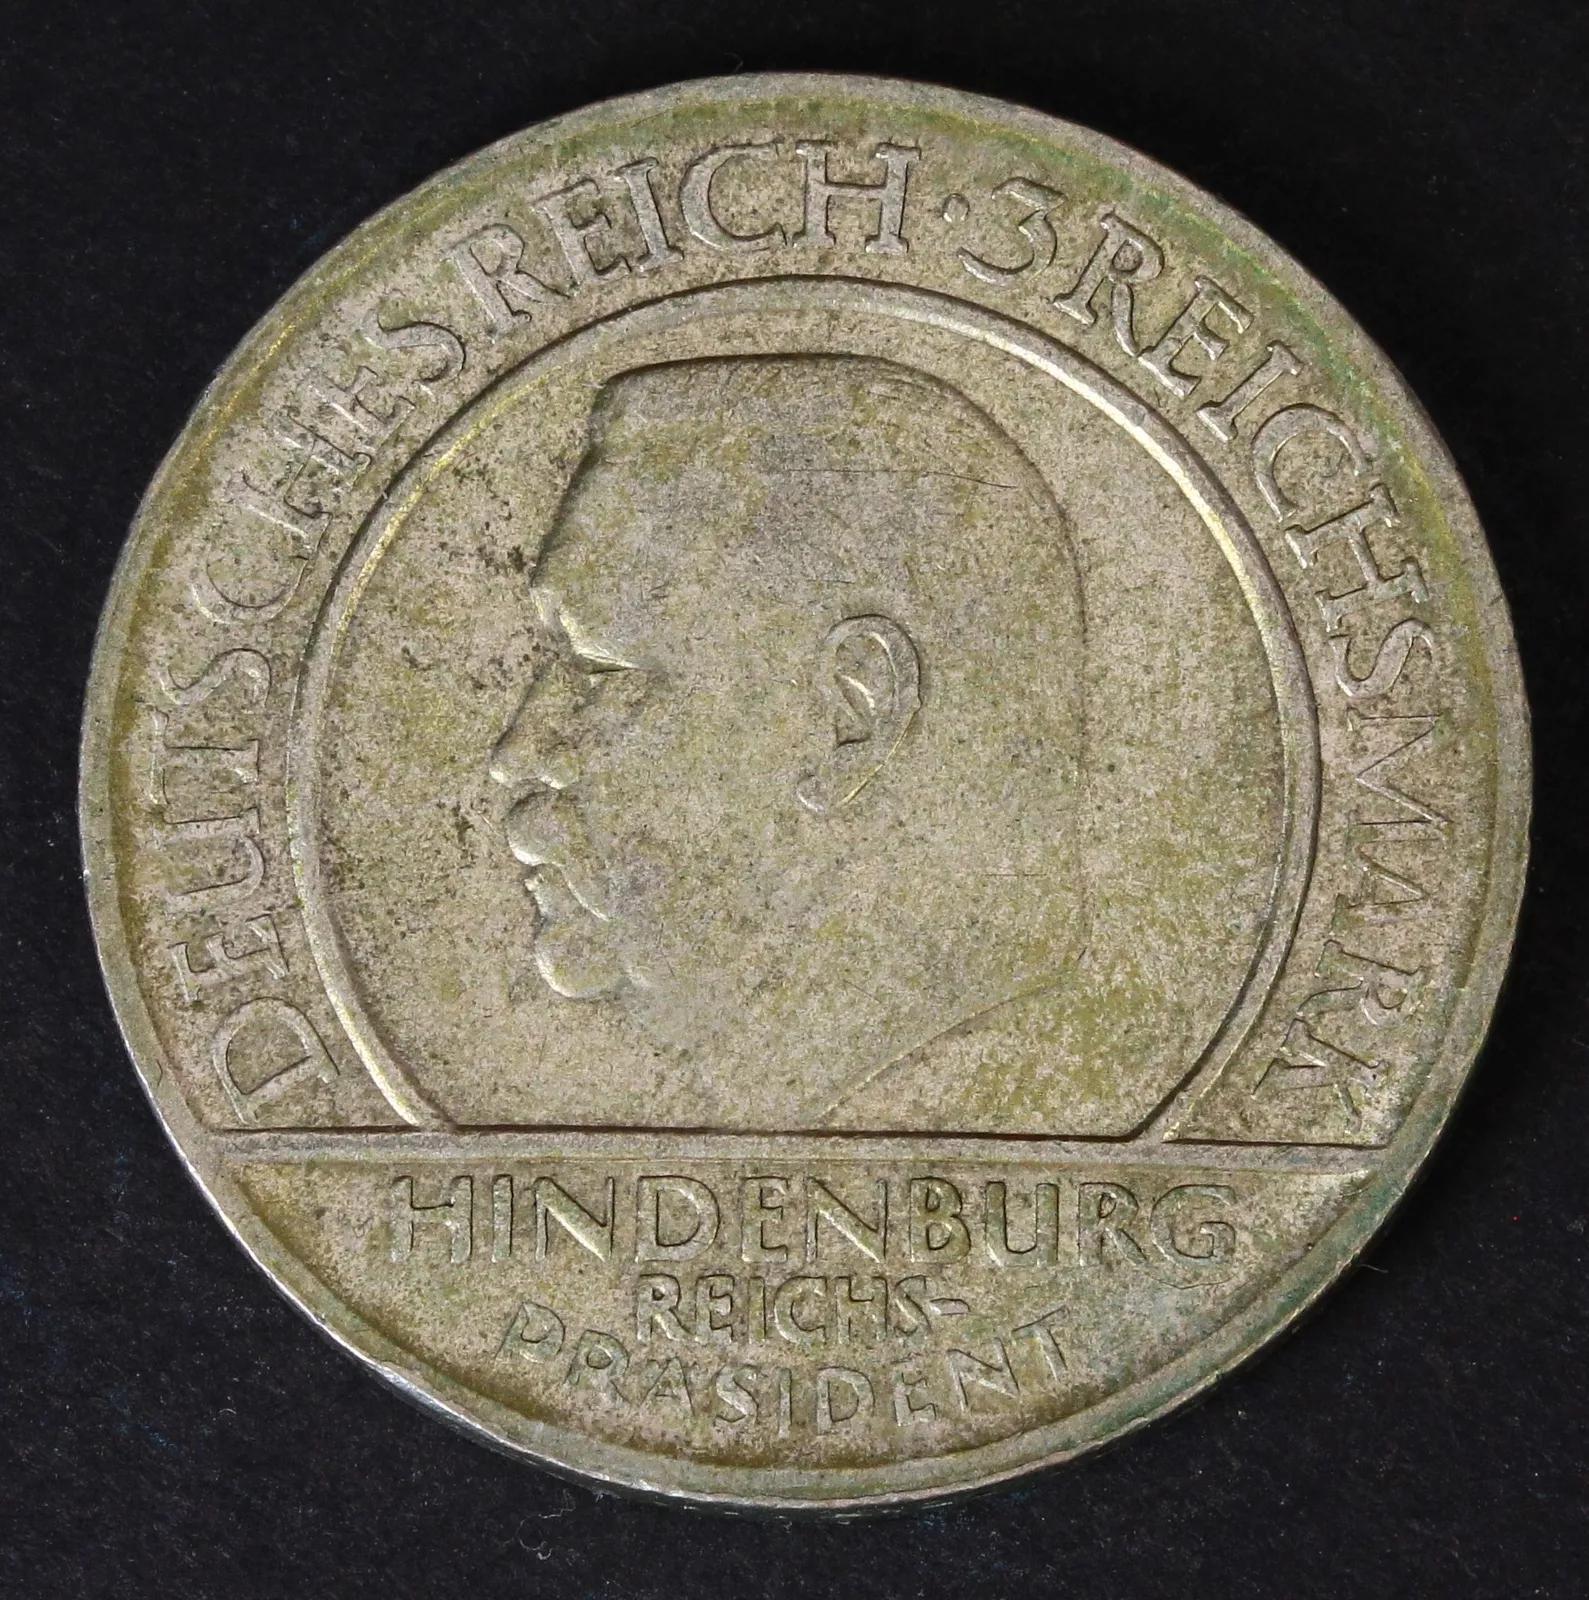 DEUTSCHES REICH · 3 REICHSMARK
HINDENBURG
REICHS-
PRÄSIDENT